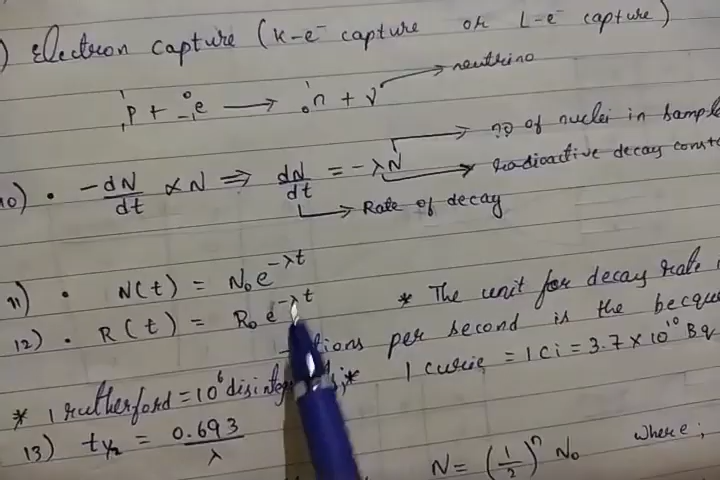 ) Electron capture (K-e⁻ capture or L-e⁻ capture)
¹₁p + ⁰₋₁e ⟶ ¹₀n + ν → neutrino
10) • -dN/dt ∝ N ⟹ dN/dt = -λN → no of nuclei in Sampl
→ Radioactive decay const
→ Rate of decay
11) • N(t) = N₀e^(-λt)
12) • R(t) = R₀e^(-λt)
* The unit for decay rate
tions per second is the becque
* 1 rutherford = 10⁶ disinteg
* 1 curie = 1 Ci = 3.7 × 10¹⁰ Bq
13) t½ = 0.693/λ
N = (1/2)ⁿ N₀ where,